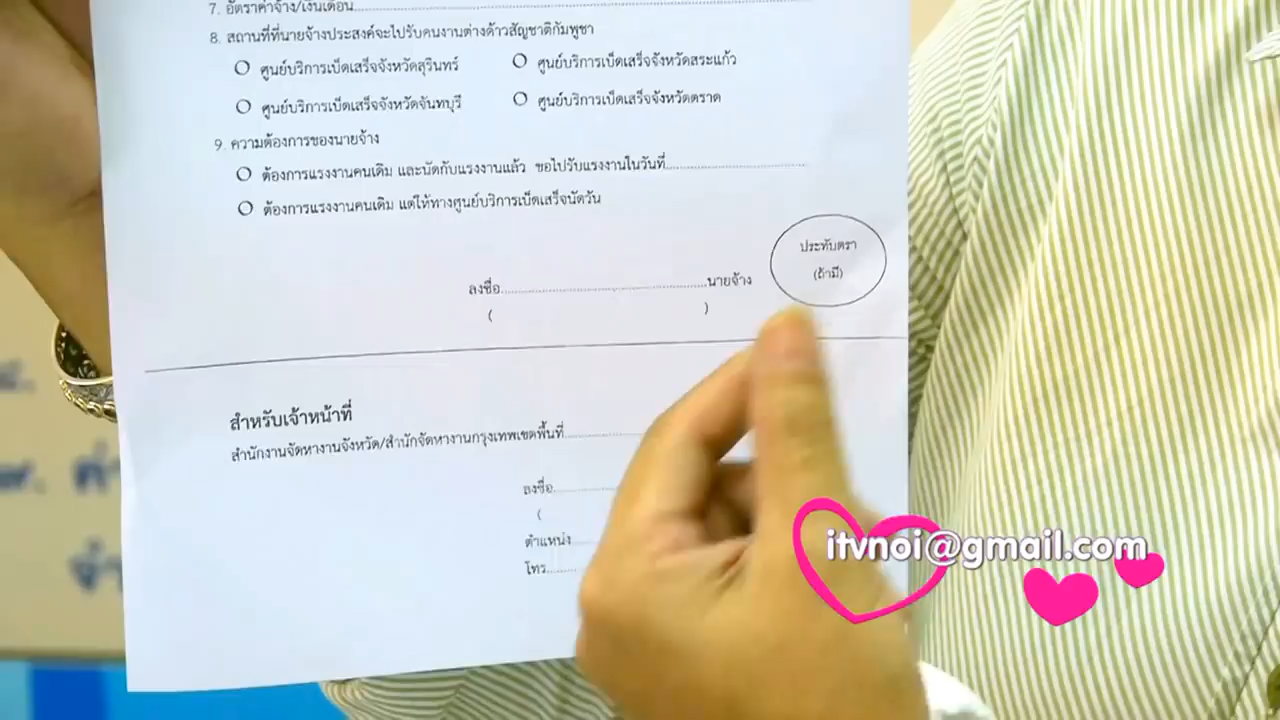 7. อัตราค่าจ้าง/เงินเดือน
8. สถานที่ที่นายจ้างประสงค์จะไปรับคนงานต่างด้าวสัญชาติกัมพูชา
ศูนย์บริการเบ็ดเสร็จจังหวัดสุรินทร์ ศูนย์บริการเบ็ดเสร็จจังหวัดสระแก้ว
ศูนย์บริการเบ็ดเสร็จจังหวัดจันทบุรี ศูนย์บริการเบ็ดเสร็จจังหวัดตราด
9. ความต้องการของนายจ้าง
ต้องการแรงงานคนเดิม และนัดกับแรงงานแล้ว ขอไปรับแรงงานในวันที่
ต้องการแรงงานคนเดิม แต่ให้ทางศูนย์บริการเบ็ดเสร็จนัดวัน
ประทับตรา
(ถ้ามี)
ลงชื่อ นายจ้าง
( )
สำหรับเจ้าหน้าที่
สำนักงานจัดหางานจังหวัด/สำนักจัดหางานกรุงเทพเขตพื้นที่
ลงชื่อ
(
ตำแหน่ง
โทร
itvnoi@gmail.com